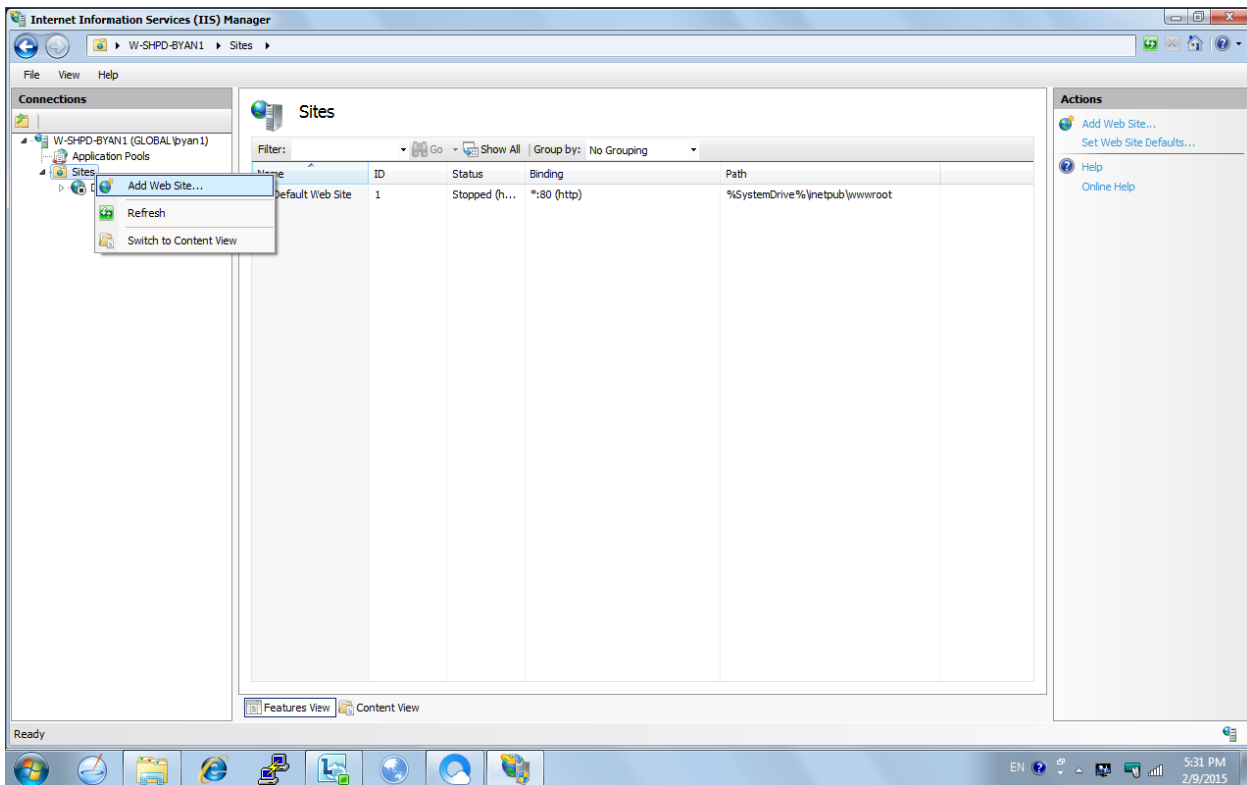 Internet Information Services (IIS) Manager
W-SHPD-BYAN1 Sites
File View Help
Connections
W-SHPD-BYAN1 (GLOBAL\byan1)
Application Pools
Sites
Add Web Site...
Refresh
Switch to Content View
Sites
Filter: Go Show All Group by: No Grouping
ID Status Binding Path
Default Web Site 1 Stopped (h... *:80 (http) %SystemDrive%\inetpub\wwwroot
Features View Content View
Actions
Add Web Site...
Set Web Site Defaults...
Help
Online Help
Ready
EN
5:31 PM
2/9/2015